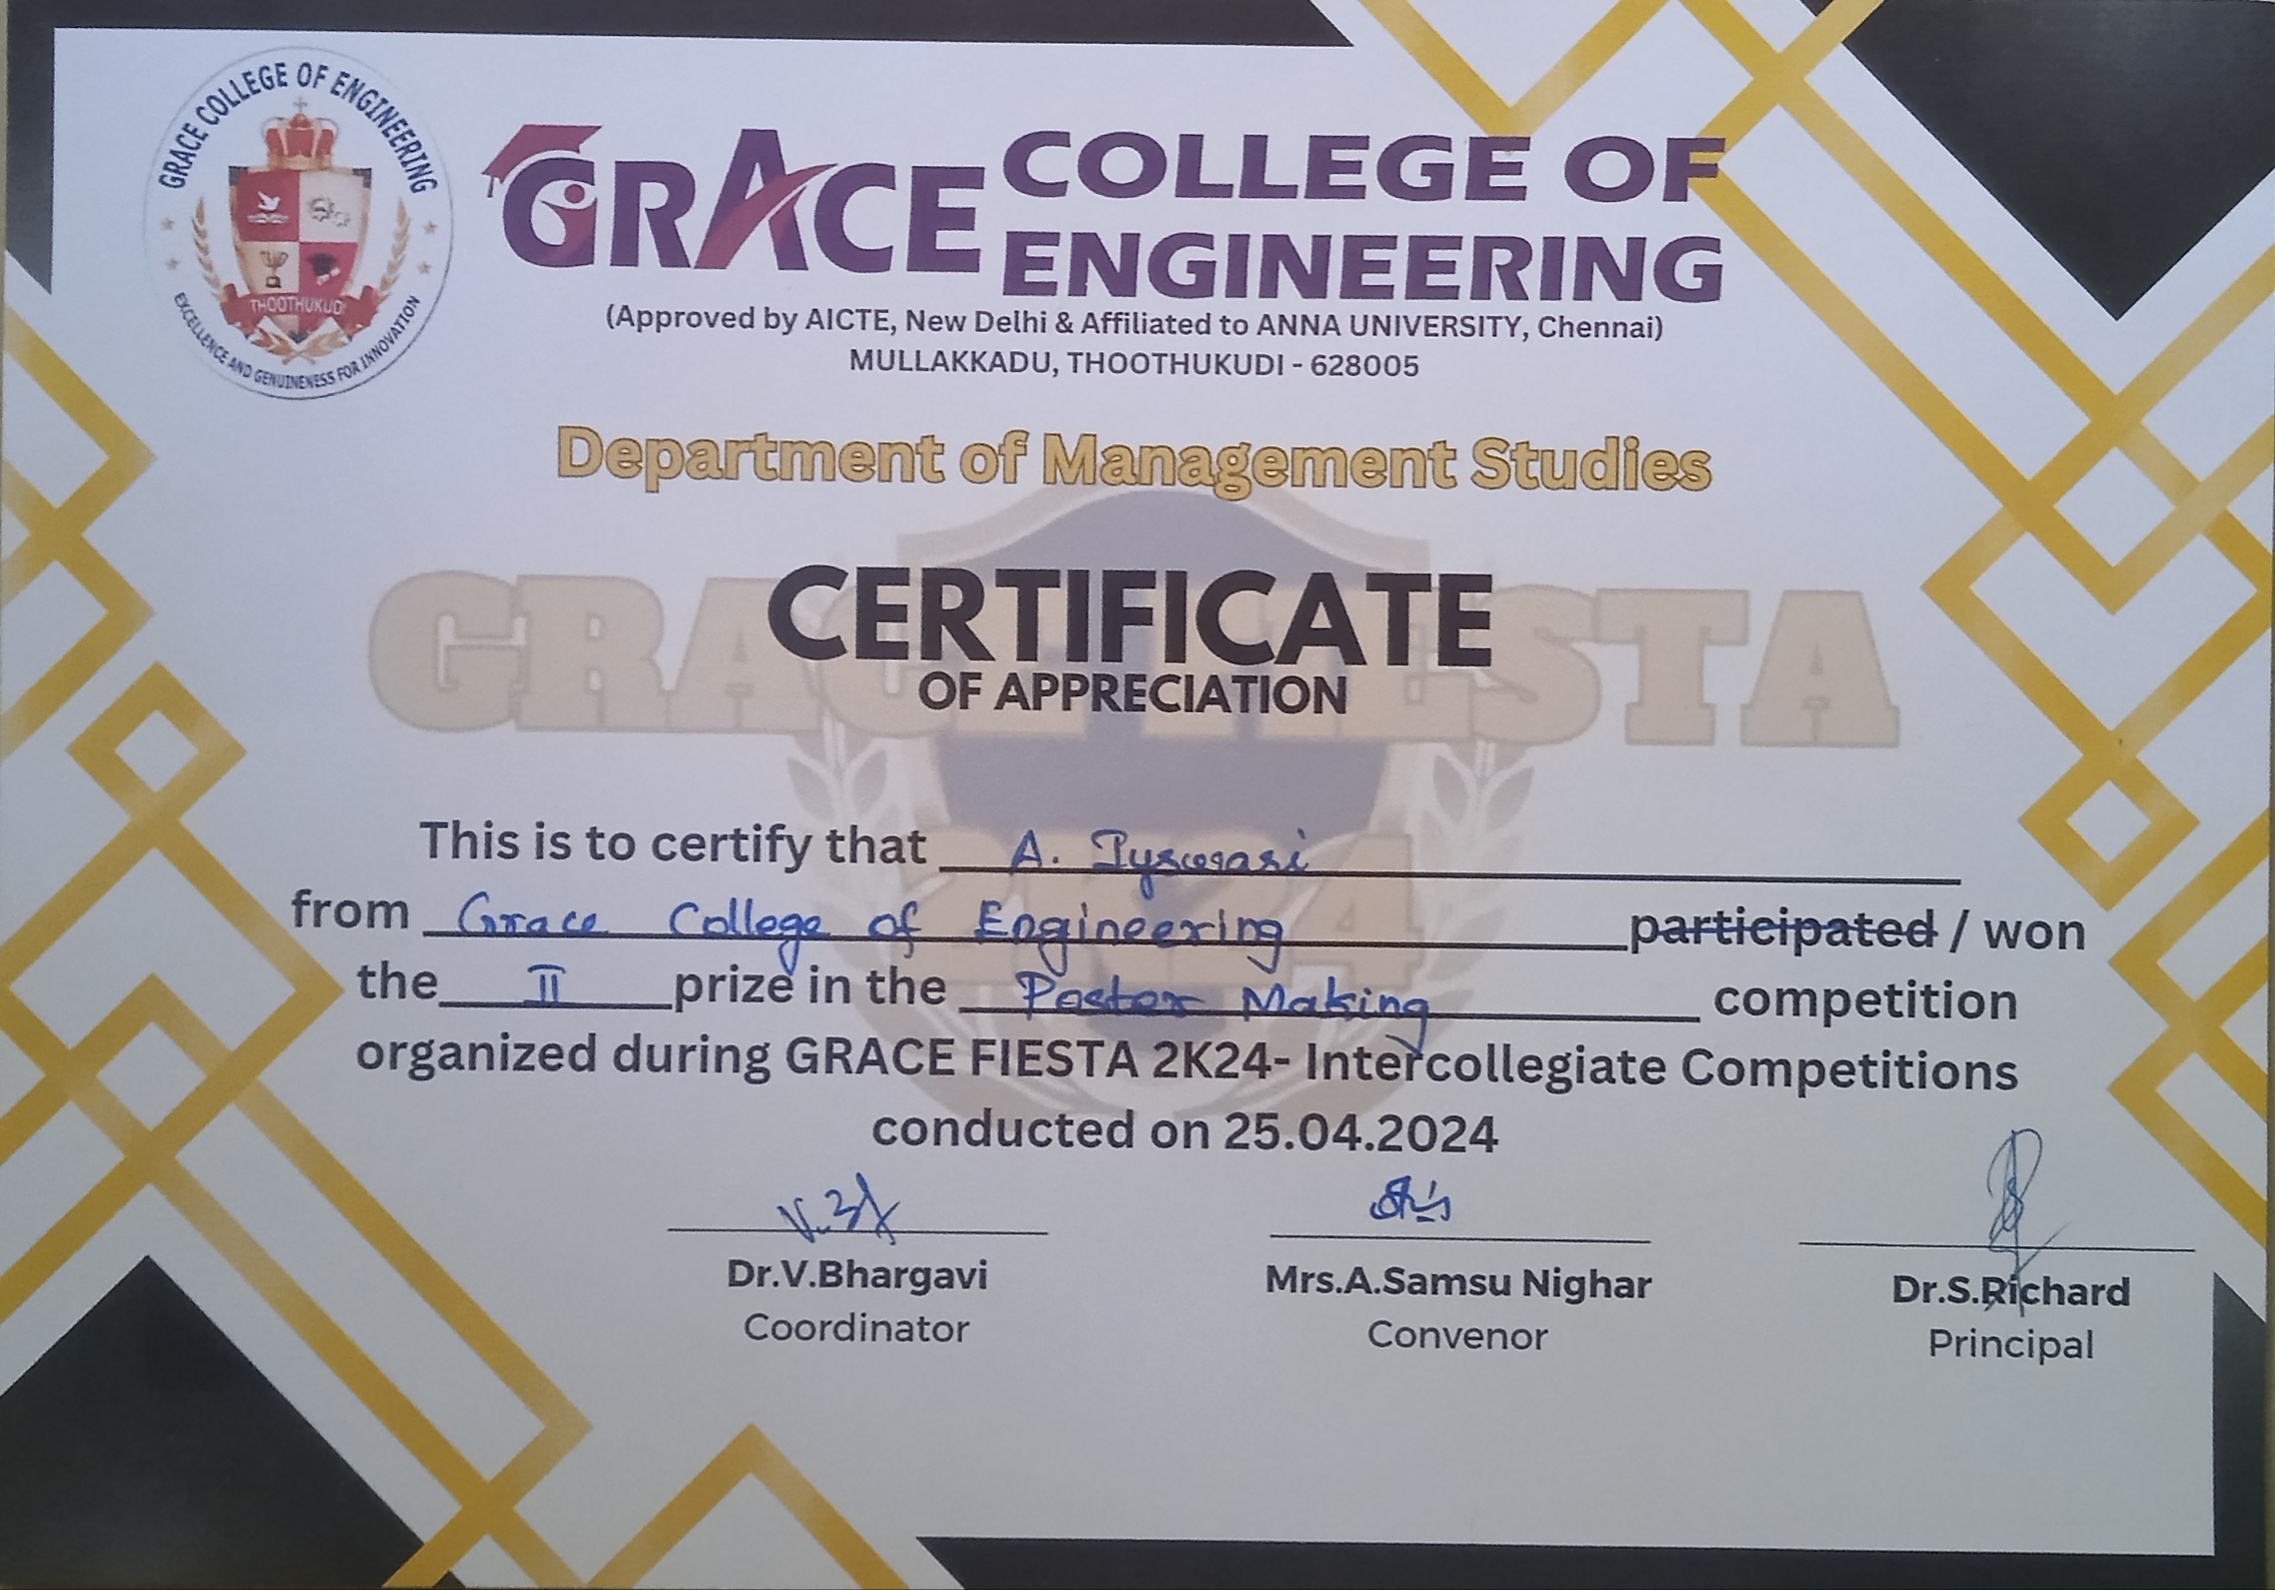 GRACE COLLEGE OF ENGINEERING
THOOTHUKUDI
EXCELLENCE AND GENUINENESS FOR INNOVATION
GRACE COLLEGE OF
ENGINEERING
(Approved by AICTE, New Delhi & Affiliated to ANNA UNIVERSITY, Chennai)
MULLAKKADU, THOOTHUKUDI - 628005
Department of Management Studies
GRACE FIESTA
2K24
CERTIFICATE
OF APPRECIATION
This is to certify that A.
from Grace College of Engineering participated / won
the II prize in the Poster Making competition
organized during GRACE FIESTA 2K24- Intercollegiate Competitions
conducted on 25.04.2024
Dr.V.Bhargavi Mrs.A.Samsu Nighar Dr.S.Richard
Coordinator Convenor Principal